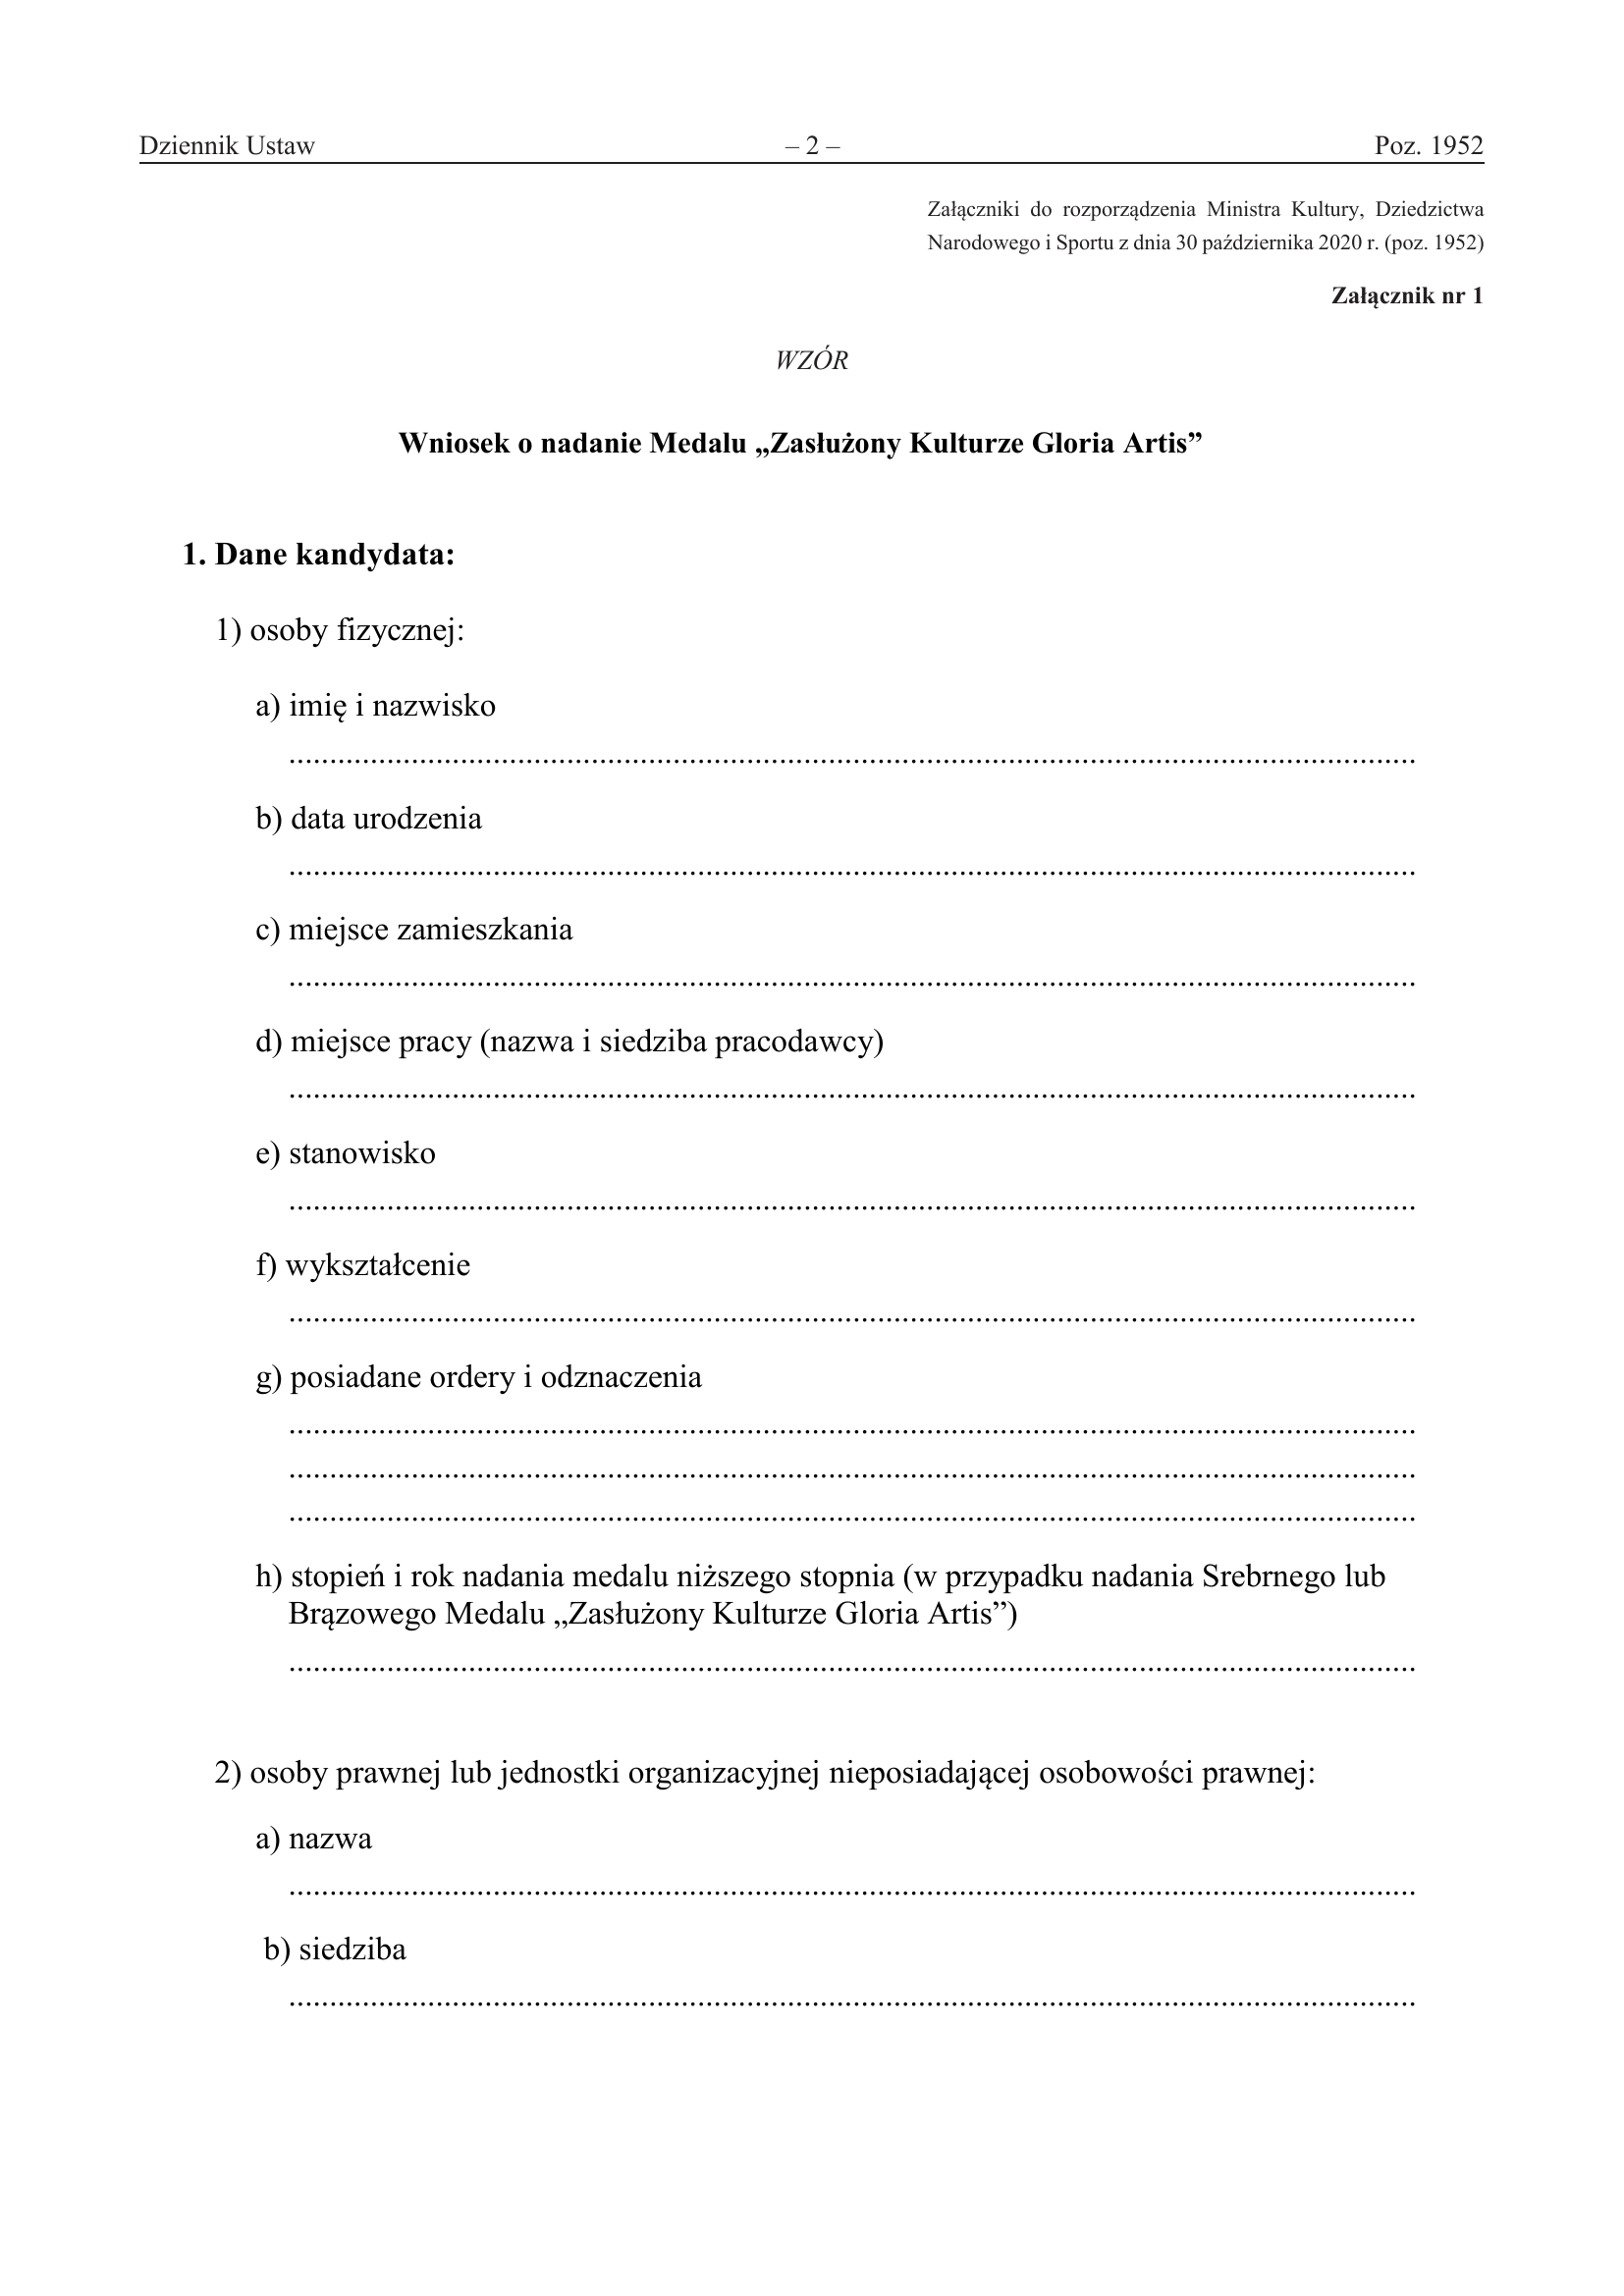 Dziennik Ustaw – 2 – Poz. 1952
Załączniki do rozporządzenia Ministra Kultury, Dziedzictwa
Narodowego i Sportu z dnia 30 października 2020 r. (poz. 1952)
Załącznik nr 1
WZÓR
Wniosek o nadanie Medalu „Zasłużony Kulturze Gloria Artis”
1. Dane kandydata:
1) osoby fizycznej:
a) imię i nazwisko
..........................................................................................................................................
b) data urodzenia
..........................................................................................................................................
c) miejsce zamieszkania
..........................................................................................................................................
d) miejsce pracy (nazwa i siedziba pracodawcy)
..........................................................................................................................................
e) stanowisko
..........................................................................................................................................
f) wykształcenie
..........................................................................................................................................
g) posiadane ordery i odznaczenia
..........................................................................................................................................
..........................................................................................................................................
..........................................................................................................................................
h) stopień i rok nadania medalu niższego stopnia (w przypadku nadania Srebrnego lub
Brązowego Medalu „Zasłużony Kulturze Gloria Artis”)
..........................................................................................................................................
2) osoby prawnej lub jednostki organizacyjnej nieposiadającej osobowości prawnej:
a) nazwa
..........................................................................................................................................
b) siedziba
..........................................................................................................................................